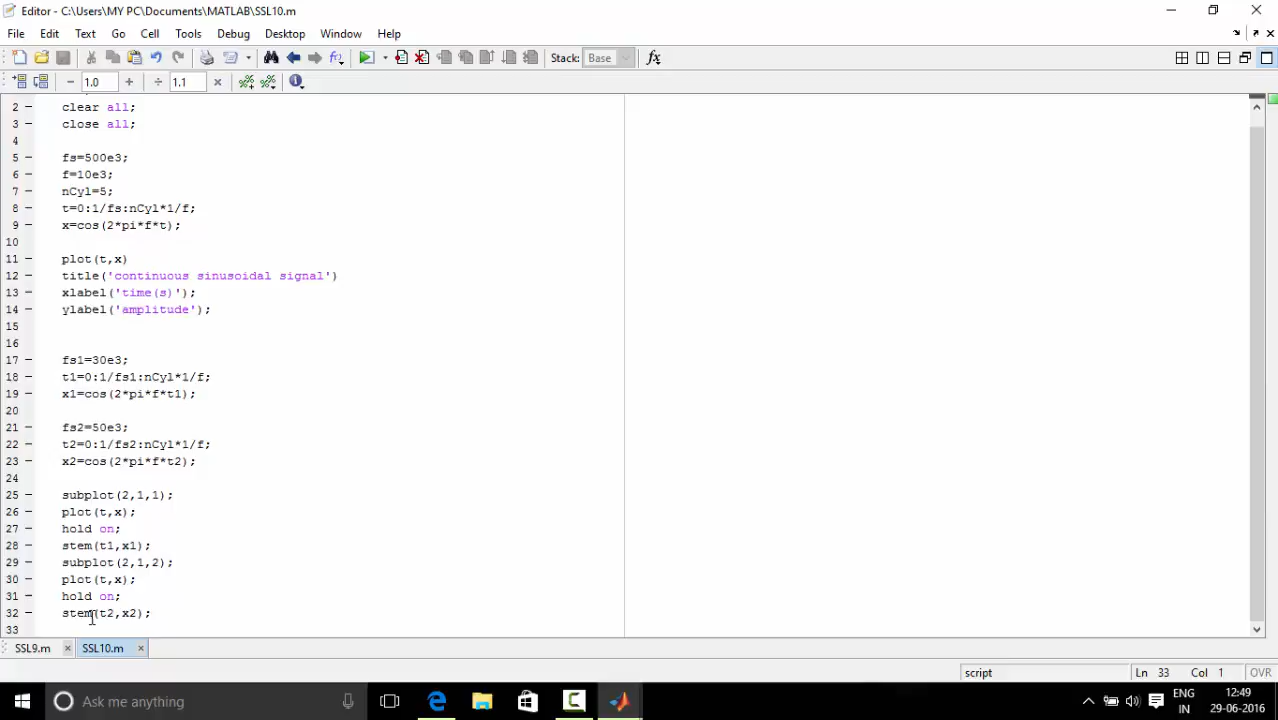 Editor - C:\Users\MY PC\Documents\MATLAB\SSL10.m
File Edit Text Go Cell Tools Debug Desktop Window Help
Stack: Base fx
− 1.0 + ÷ 1.1 ×
2 − clear all;
3 − close all;
4 −
5 − fs=500e3;
6 − f=10e3;
7 − nCyl=5;
8 − t=0:1/fs:nCyl*1/f;
9 − x=cos(2*pi*f*t);
10 −
11 − plot(t,x)
12 − title('continuous sinusoidal signal')
13 − xlabel('time(s)');
14 − ylabel('amplitude');
15 −
16 −
17 − fs1=30e3;
18 − t1=0:1/fs1:nCyl*1/f;
19 − x1=cos(2*pi*f*t1);
20 −
21 − fs2=50e3;
22 − t2=0:1/fs2:nCyl*1/f;
23 − x2=cos(2*pi*f*t2);
24 −
25 − subplot(2,1,1);
26 − plot(t,x);
27 − hold on;
28 − stem(t1,x1);
29 − subplot(2,1,2);
30 − plot(t,x);
31 − hold on;
32 − stem(t2,x2);
33
SSL9.m × SSL10.m ×
script Ln 33 Col 1 OVR
Ask me anything
ENG
IN
12:49
29-06-2016